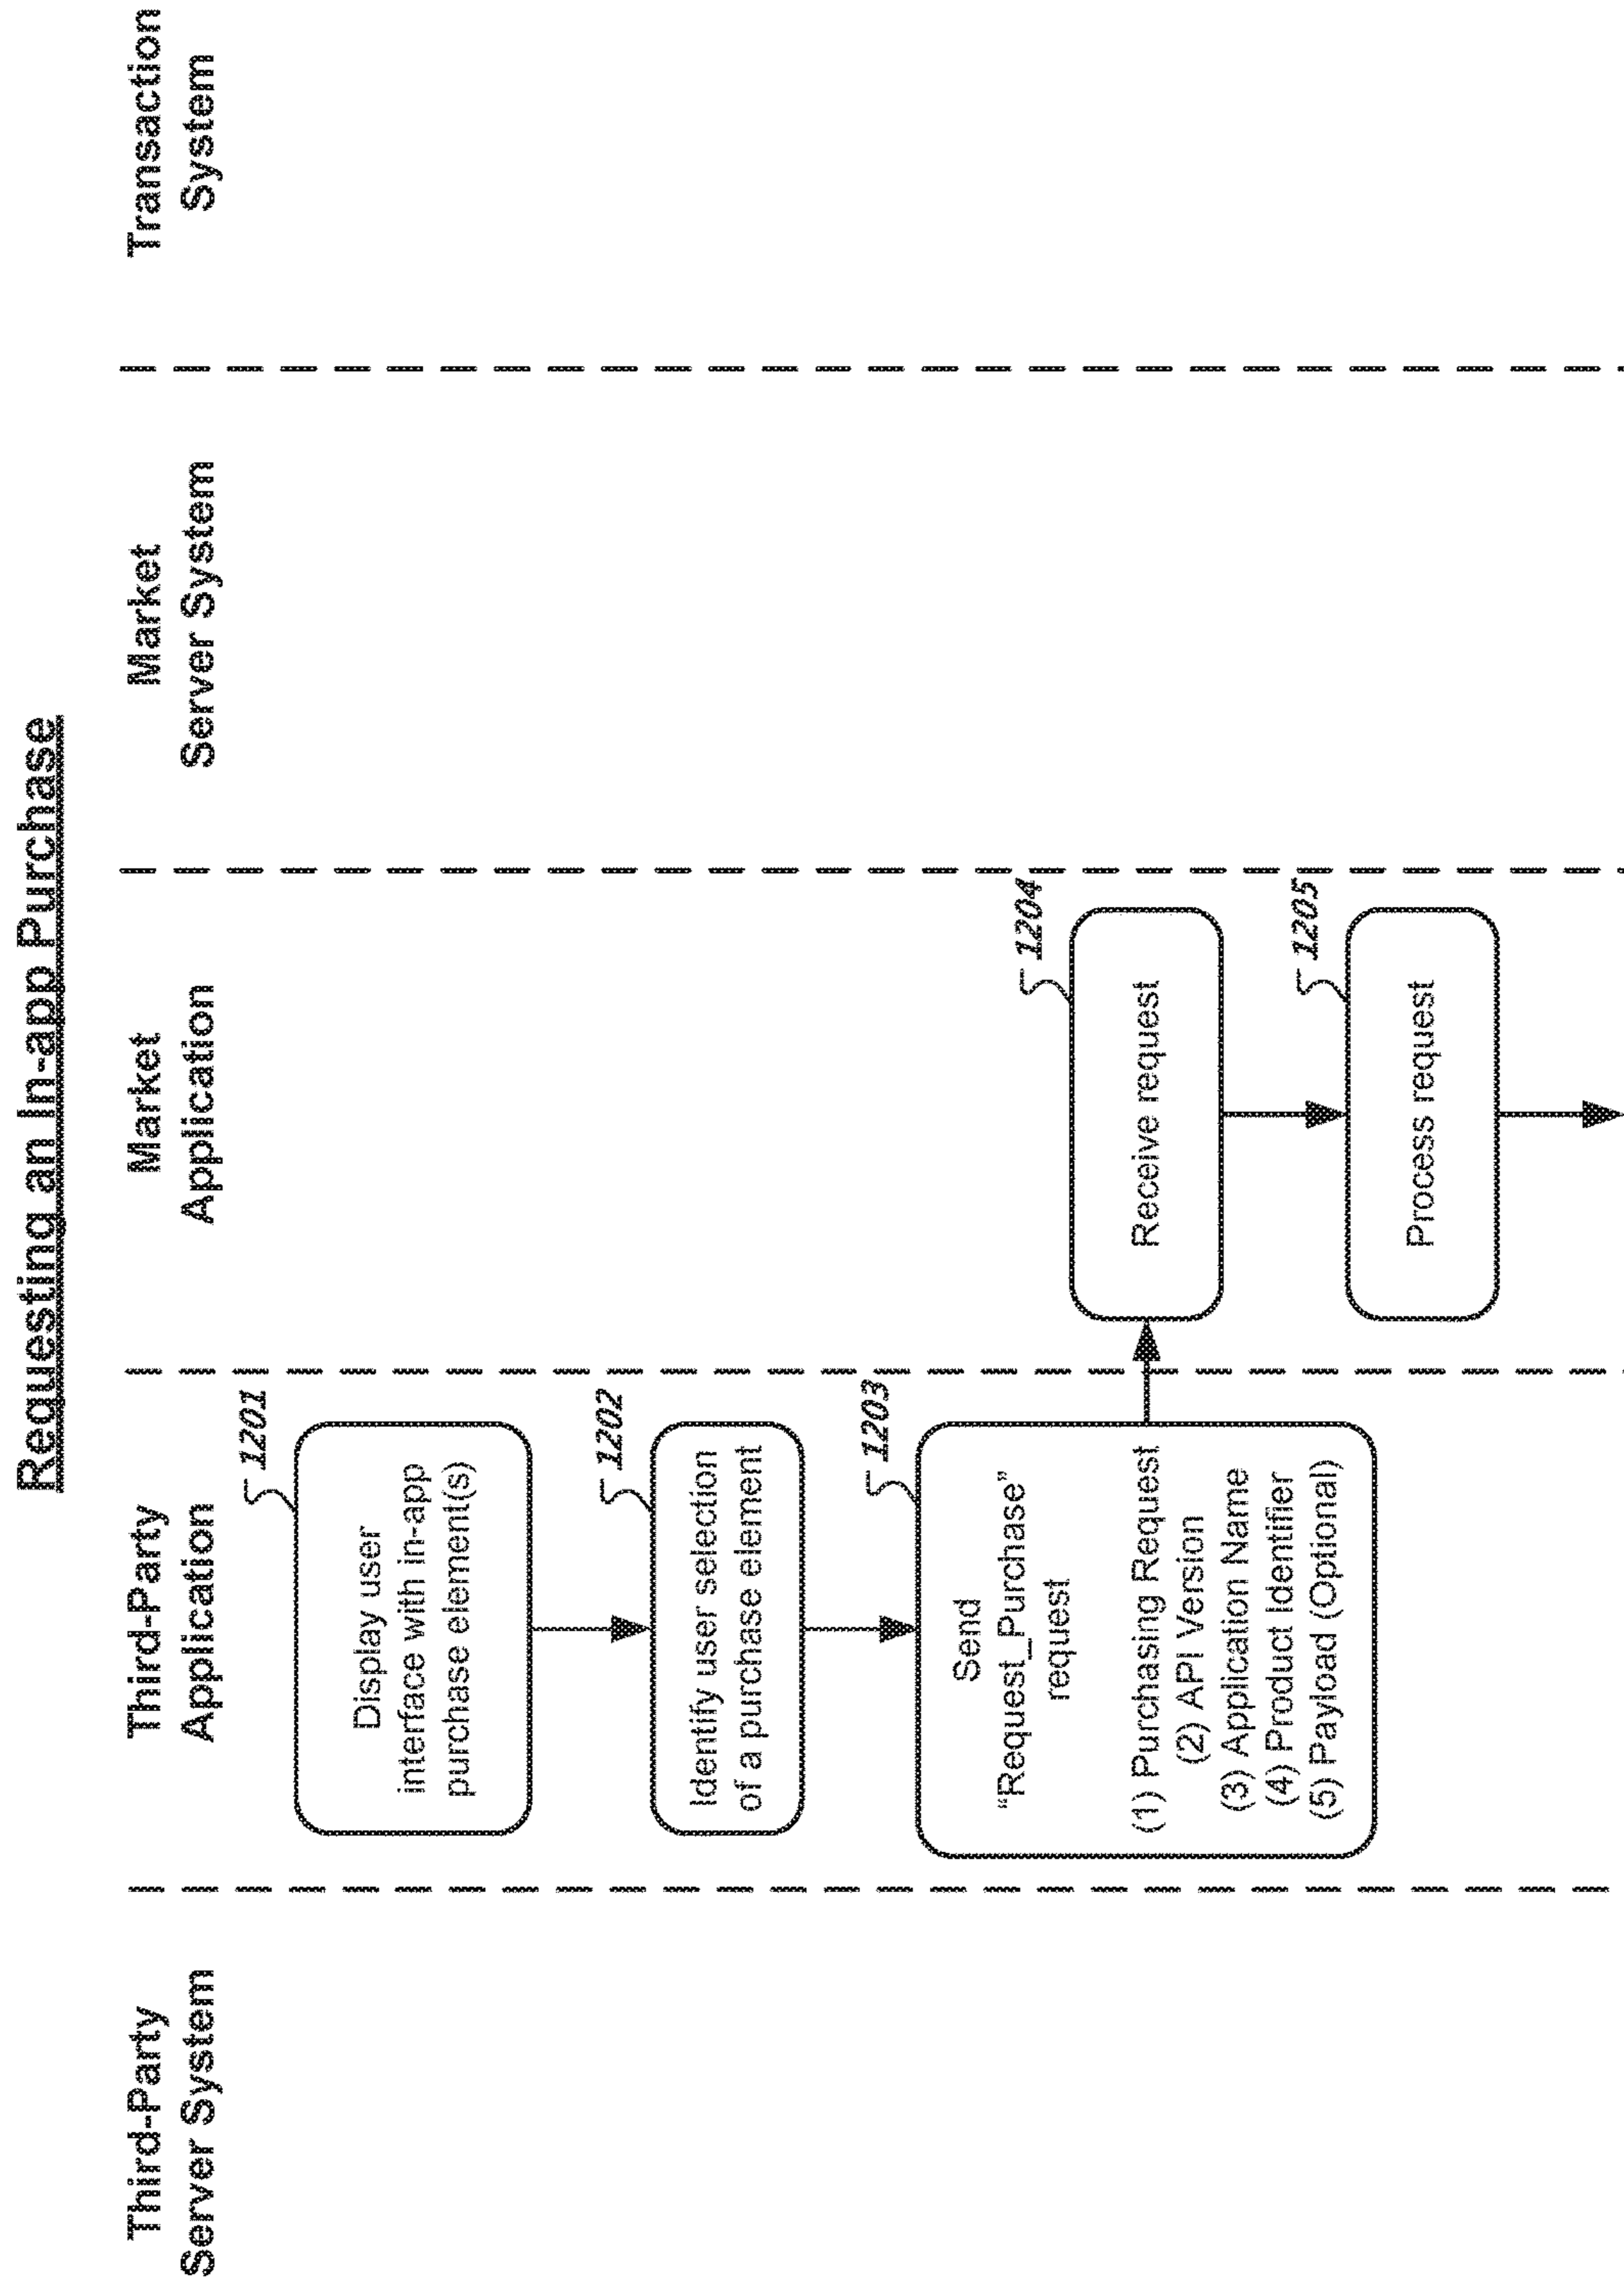 Requesting an In-app Purchase
Third-Party
Server System
Third-Party
Application
Market
Application
Market
Server System
Transaction
System
1201
Display user
interface with in-app
purchase element(s)
1202
Identify user selection
of a purchase element
1203
Send
“Request_Purchase”
request
(1) Purchasing Request
(2) API Version
(3) Application Name
(4) Product Identifier
(5) Payload (Optional)
1204
Receive request
1205
Process request